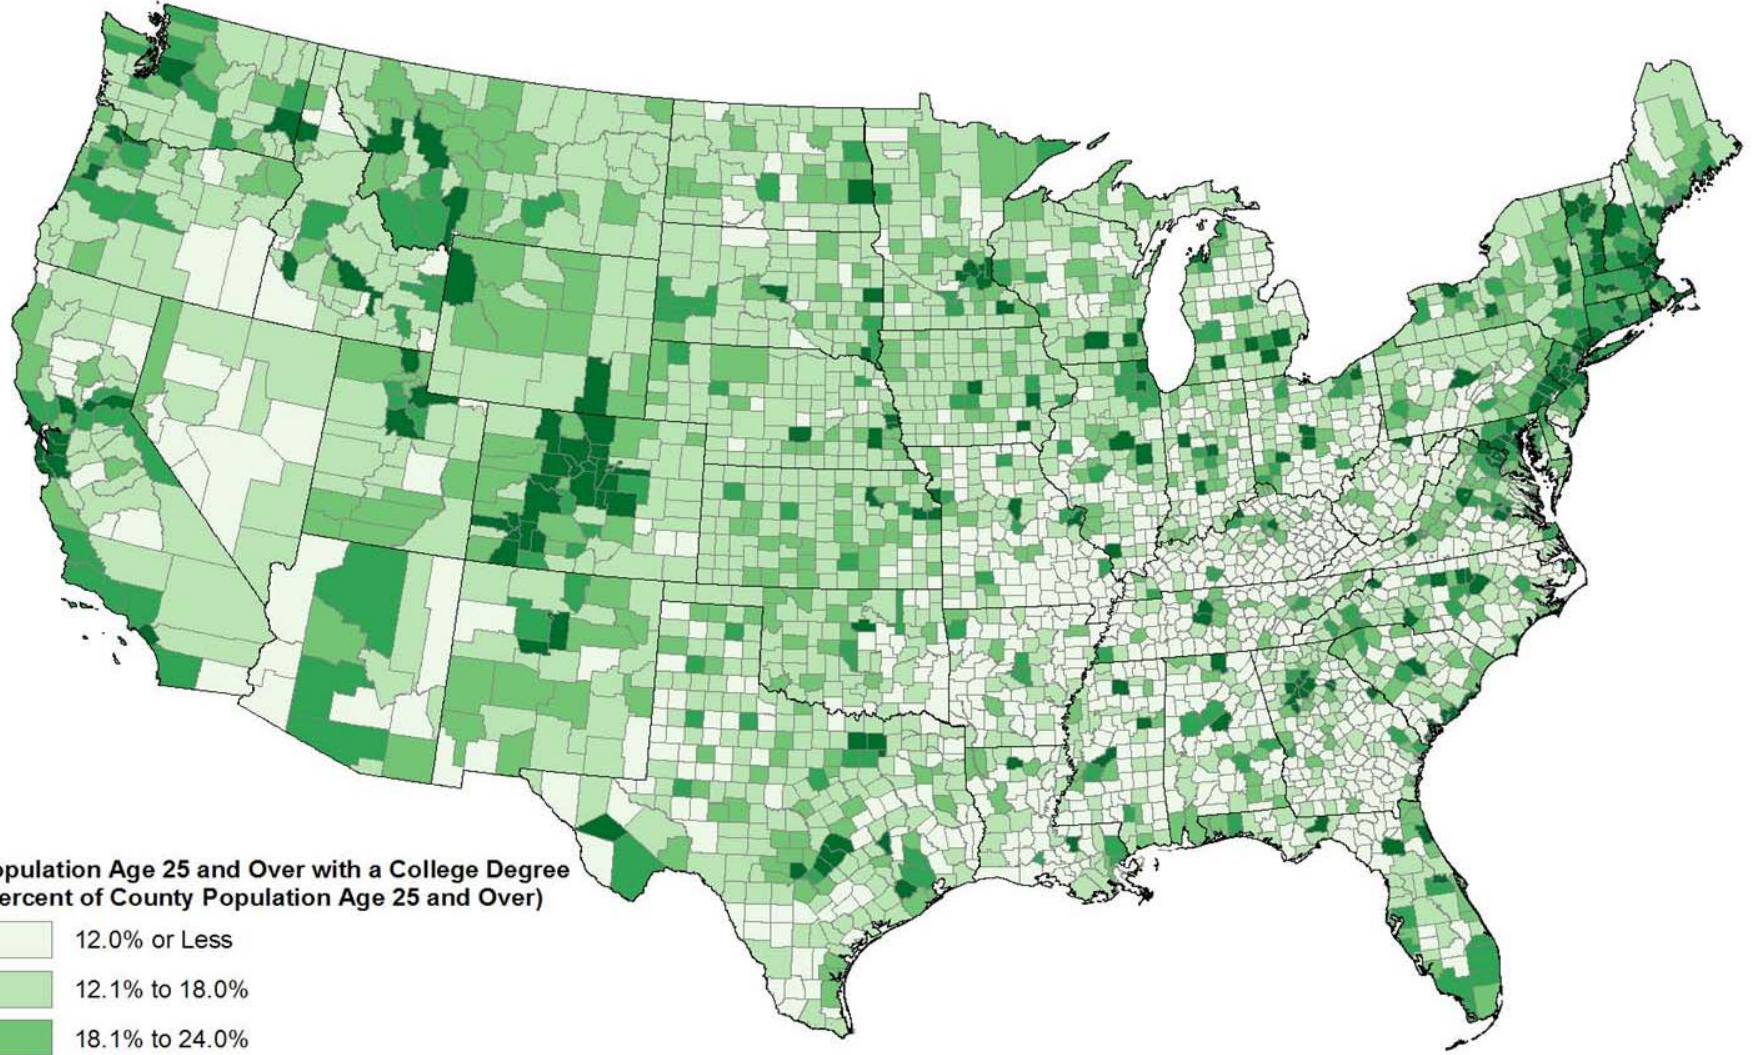 opulation Age 25 and Over with a College Degree
ercent of County Population Age 25 and Over)
12.0% or Less
12.1% to 18.0%
18.1% to 24.0%